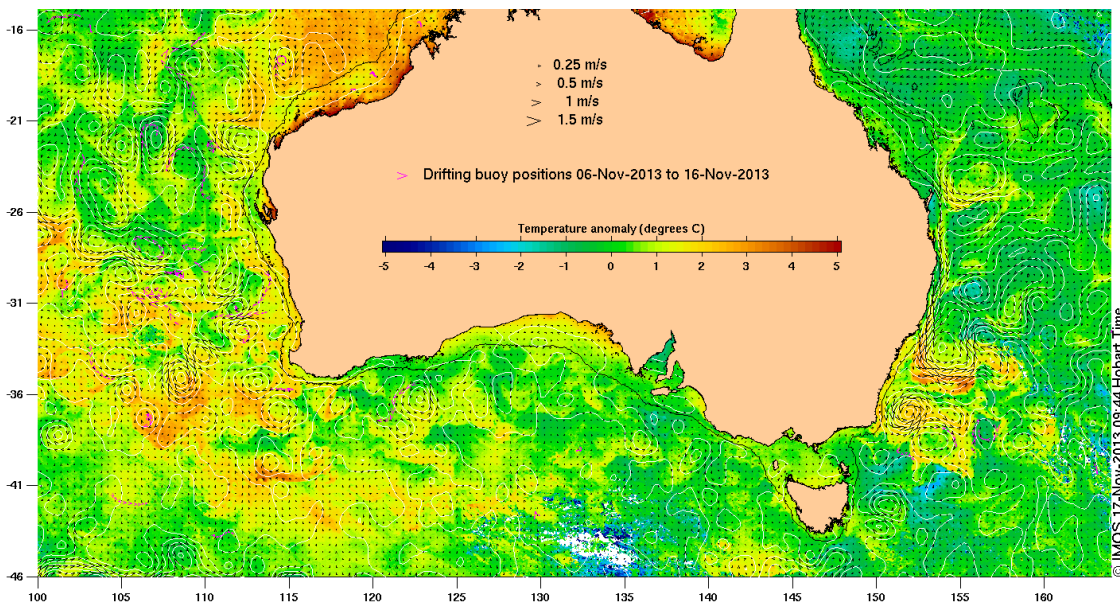 -16
-21
-26
-31
-36
-41
-46
0.25 m/s
0.5 m/s
1 m/s
1.5 m/s
Drifting buoy positions 06-Nov-2013 to 16-Nov-2013
Temperature anomaly (degrees C)
-5 -4 -3 -2 -1 0 1 2 3 4 5
100 105 110 115 120 125 130 135 140 145 150 155 160
© IMOS 17-Nov-2013 09:44 Hobart Time